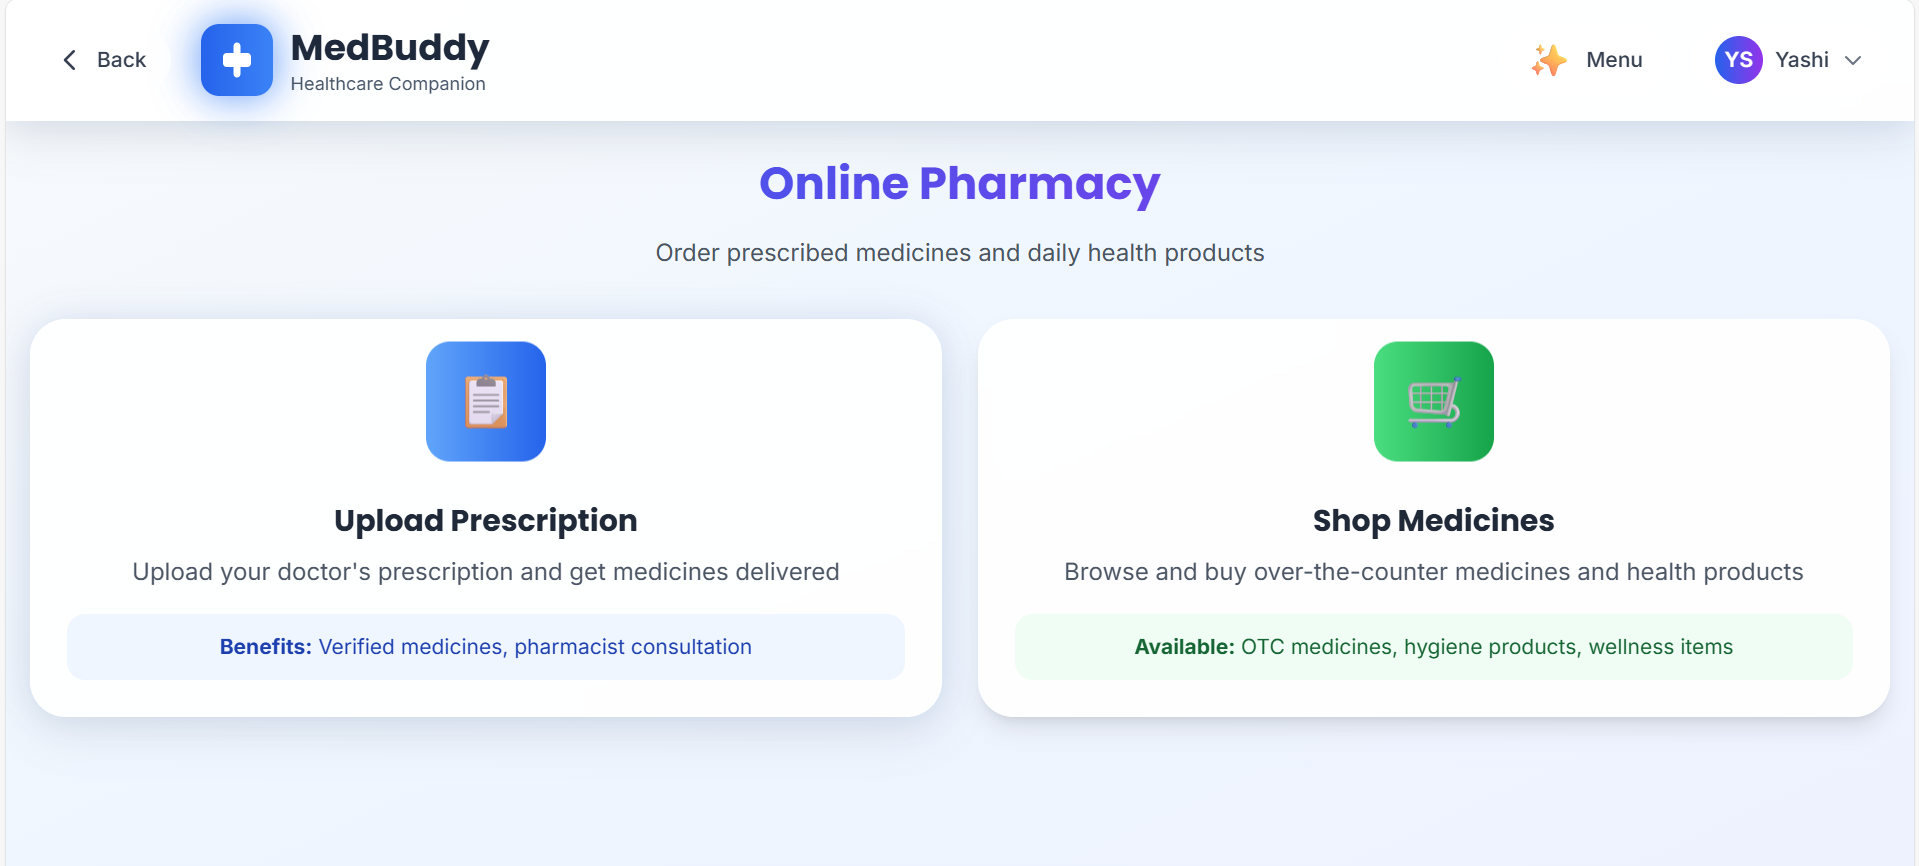 Back
MedBuddy
Healthcare Companion
Menu
YS
Yashi
Online Pharmacy
Order prescribed medicines and daily health products
Upload Prescription
Upload your doctor's prescription and get medicines delivered
Benefits: Verified medicines, pharmacist consultation
Shop Medicines
Browse and buy over-the-counter medicines and health products
Available: OTC medicines, hygiene products, wellness items